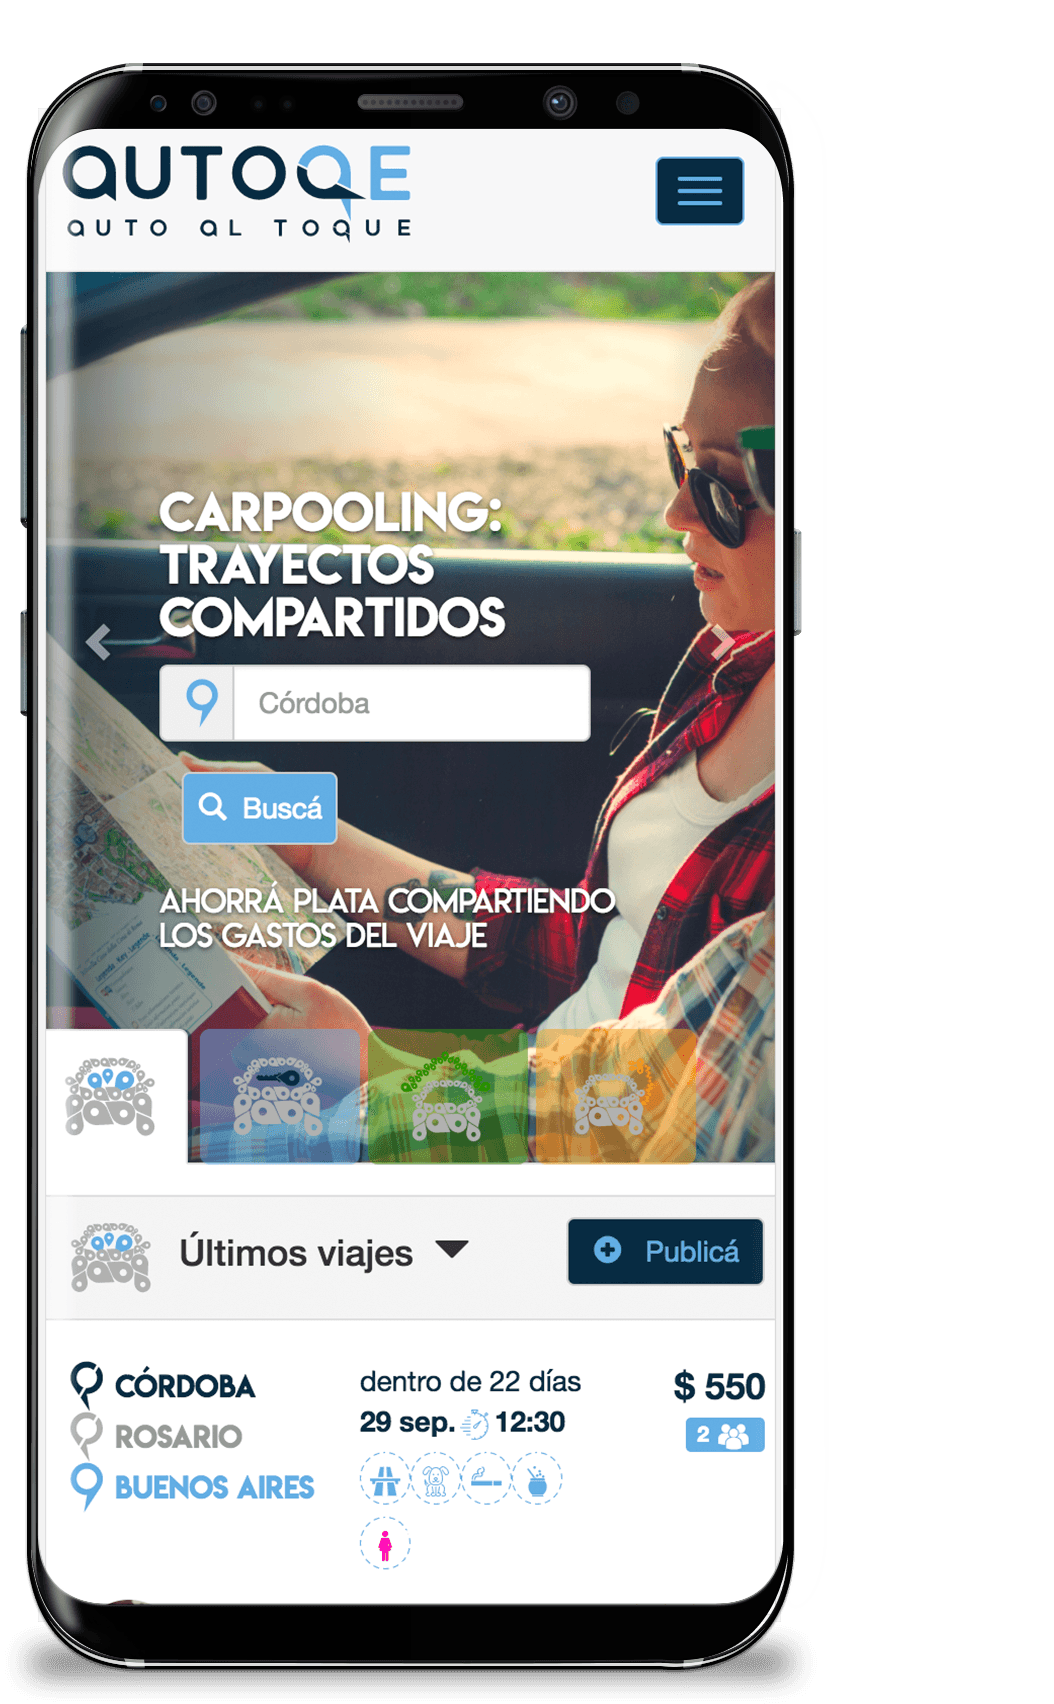 AUTOQE
AUTO AL TOQUE
CARPOOLING:
TRAYECTOS
COMPARTIDOS
Córdoba
Buscá
AHORRÁ PLATA COMPARTIENDO
LOS GASTOS DEL VIAJE
Últimos viajes
Publicá
CÓRDOBA
ROSARIO
BUENOS AIRES
dentro de 22 días
29 sep. 12:30
$ 550
2